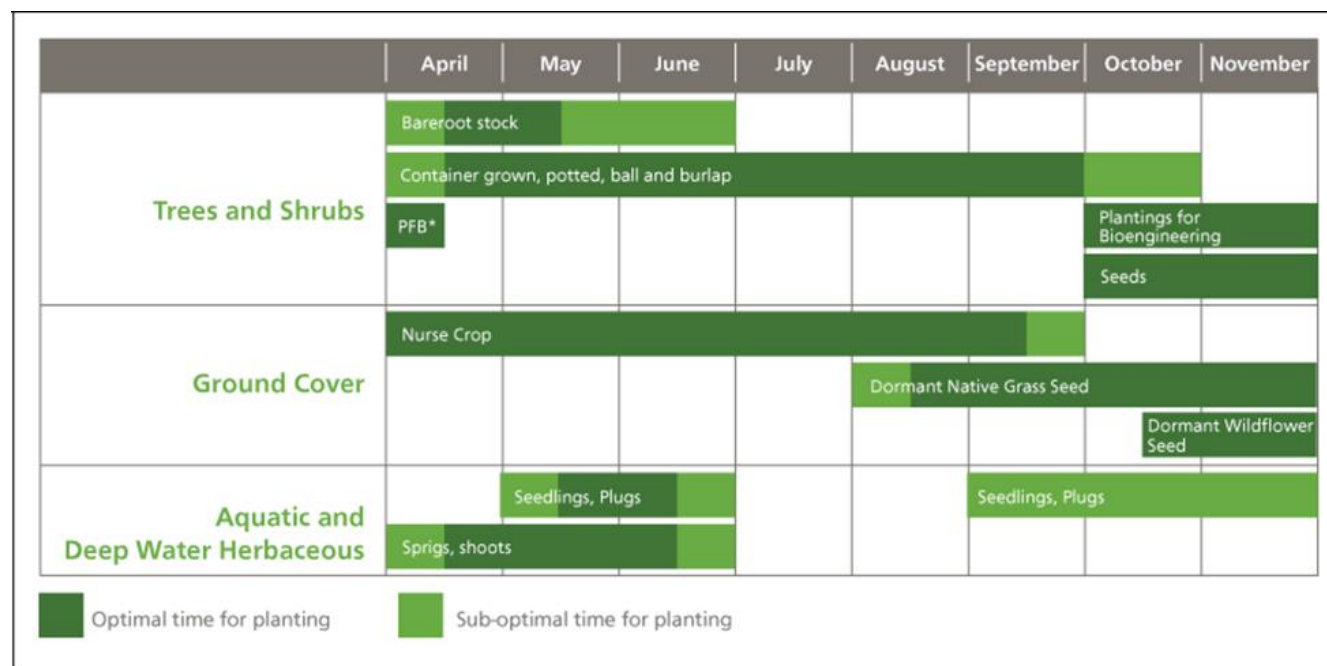 April May June July August September October November
Trees and Shrubs
Bareroot stock
Container grown, potted, ball and burlap
PFB*
Plantings for
Bioengineering
Seeds
Ground Cover
Nurse Crop
Dormant Native Grass Seed
Dormant Wildflower
Seed
Aquatic and
Deep Water Herbaceous
Seedlings, Plugs
Seedlings, Plugs
Sprigs, shoots
Optimal time for planting
Sub-optimal time for planting